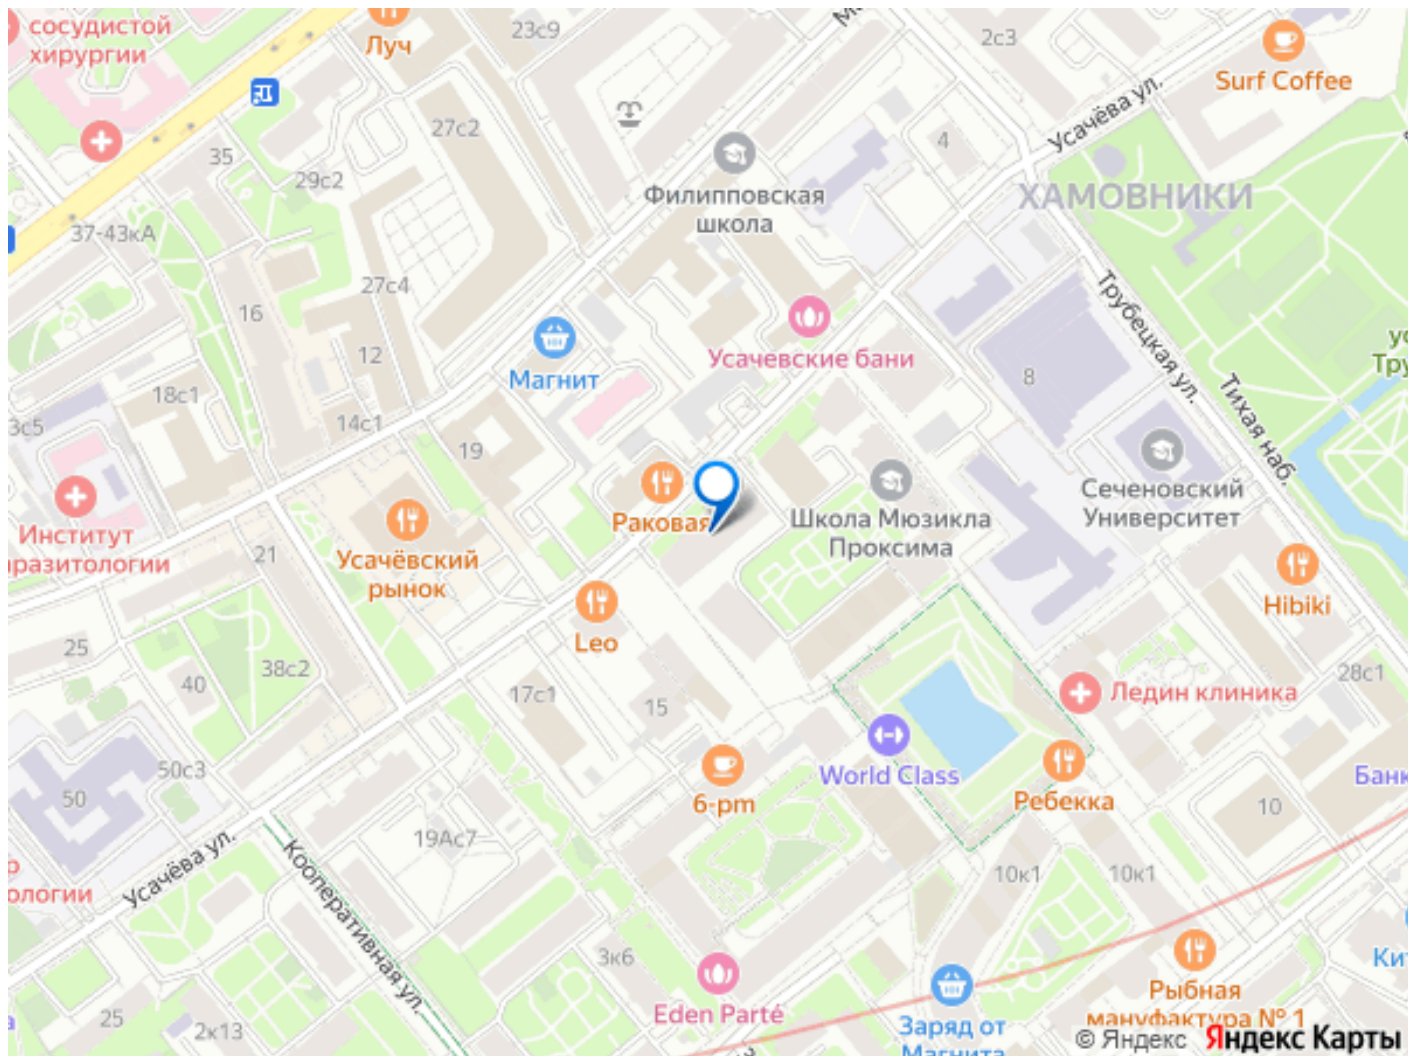 сосудистой
хирургии
Луч
23с9
2с3
Surf Coffee
Усачёва ул.
27с2
4
35
29с2
Филипповская
школа
ХАМОВНИКИ
37-43кА
27с4
16
Трубецкая ул.
12
Усачевские бани
Магнит
8
18с1
14с1
Тихая наб.
3с5
19
Раковая
Школа Мюзикла
Проксима
Сеченовский
Университет
Институт
паразитологии
Усачёвский
рынок
21
Hibiki
Leo
25
38с2
40
17с1
15
28с1
Ледин клиника
50с3
50
6-pm
World Class
Ребекка
Банк
10
19Ас7
Усачёва ул.
Кооперативная ул.
ологии
10к1
10к1
3к6
Eden Parté
25
2к13
Заряд от
Магнита
Рыбная
мануфактура № 1
Ки
© Яндекс Яндекс Карты